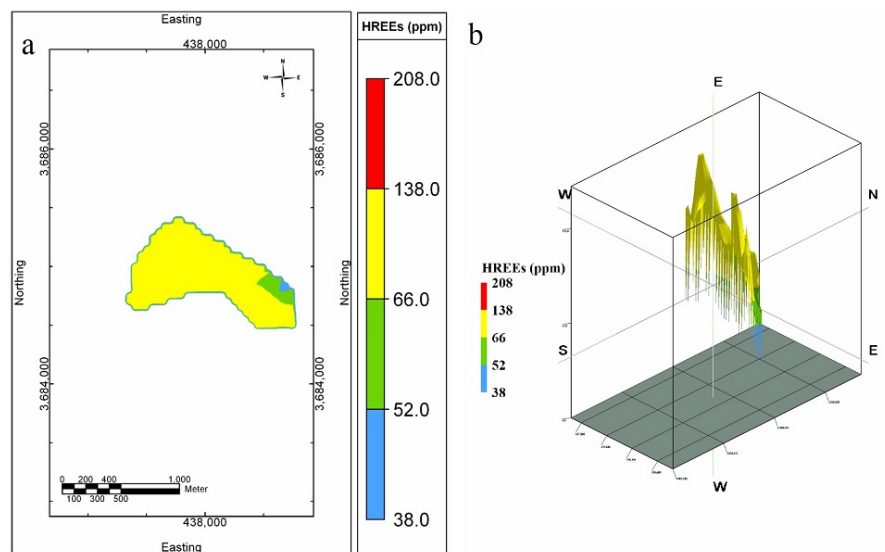 Easting
438,000
a
N
W E
S
3,686,000
3,686,000
Northing
Northing
3,684,000
3,684,000
0 200 400 1,000
Meter
100 300 500
438,000
Easting
HREEs (ppm)
208.0
138.0
66.0
52.0
38.0
b
E
W
N
HREEs (ppm)
208
138
66
52
38
S
E
W